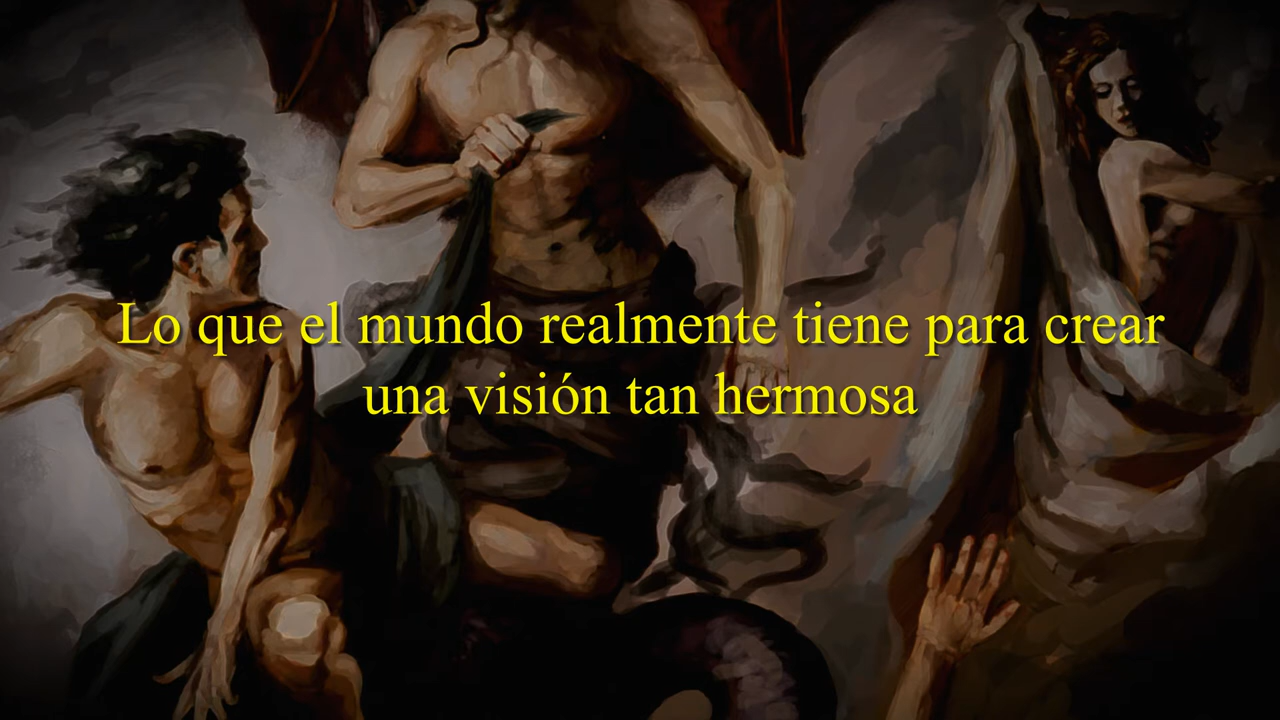 Lo que el mundo realmente tiene para crear
una visión tan hermosa